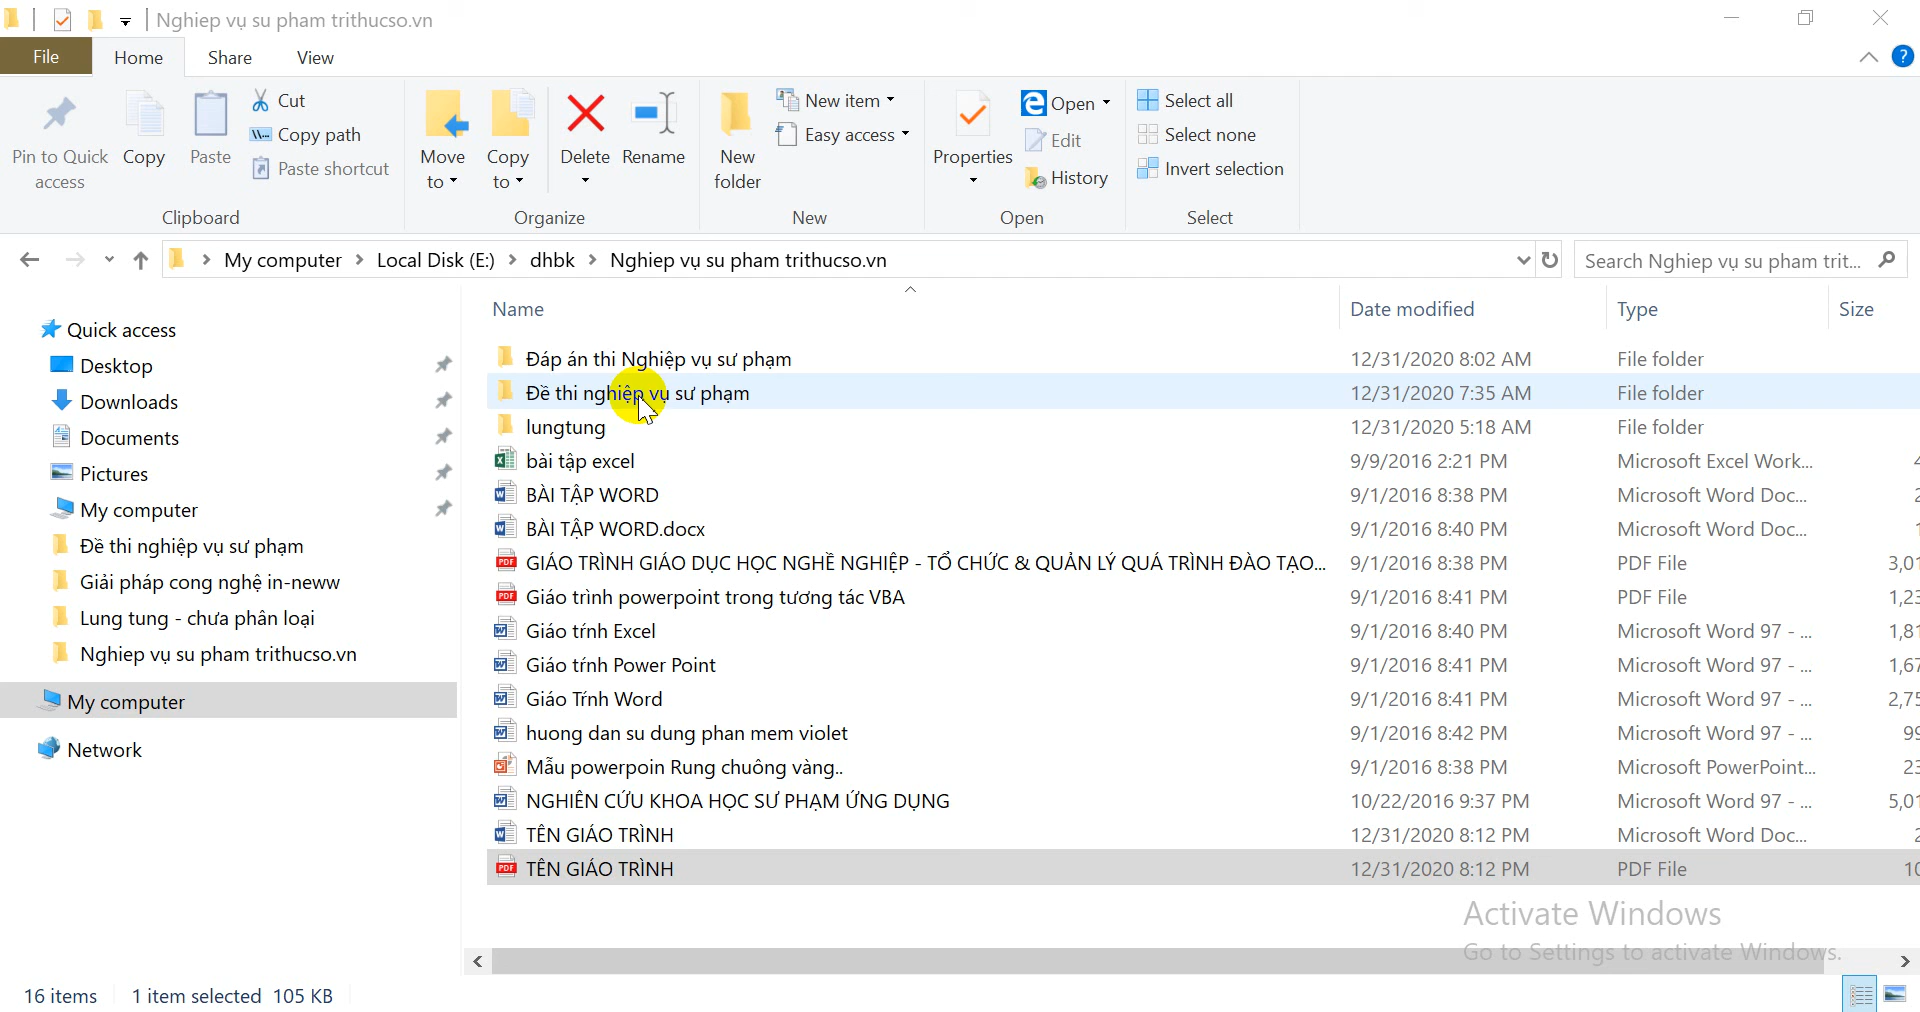 Nghiep vụ su pham trithucso.vn
File Home Share View
Pin to Quick access
Copy
Paste
Cut
Copy path
Paste shortcut
Clipboard
Move to
Copy to
Delete
Rename
Organize
New folder
New item
Easy access
New
Properties
Open
Edit
History
Open
Select all
Select none
Invert selection
Select
My computer > Local Disk (E:) > dhbk > Nghiep vụ su pham trithucso.vn
Search Nghiep vụ su pham trit...
Quick access
Desktop
Downloads
Documents
Pictures
My computer
Đề thi nghiệp vụ sư phạm
Giải pháp cong nghệ in-neww
Lung tung - chưa phân loại
Nghiep vụ su pham trithucso.vn
My computer
Network
Name Date modified Type Size
Đáp án thi Nghiệp vụ sư phạm 12/31/2020 8:02 AM File folder
Đề thi nghiệp vụ sư phạm 12/31/2020 7:35 AM File folder
lungtung 12/31/2020 5:18 AM File folder
bài tập excel 9/9/2016 2:21 PM Microsoft Excel Work...
BÀI TẬP WORD 9/1/2016 8:38 PM Microsoft Word Doc...
BÀI TẬP WORD.docx 9/1/2016 8:40 PM Microsoft Word Doc...
GIÁO TRÌNH GIÁO DỤC HỌC NGHỀ NGHIỆP - TỔ CHỨC & QUẢN LÝ QUÁ TRÌNH ĐÀO TẠO... 9/1/2016 8:38 PM PDF File
Giáo trình powerpoint trong tương tác VBA 9/1/2016 8:41 PM PDF File
Giáo trính Excel 9/1/2016 8:40 PM Microsoft Word 97 - ...
Giáo trính Power Point 9/1/2016 8:41 PM Microsoft Word 97 - ...
Giáo Trính Word 9/1/2016 8:41 PM Microsoft Word 97 - ...
huong dan su dung phan mem violet 9/1/2016 8:42 PM Microsoft Word 97 - ...
Mẫu powerpoin Rung chuông vàng.. 9/1/2016 8:38 PM Microsoft PowerPoint...
NGHIÊN CỨU KHOA HỌC SƯ PHẠM ỨNG DỤNG 10/22/2016 9:37 PM Microsoft Word 97 - ...
TÊN GIÁO TRÌNH 12/31/2020 8:12 PM Microsoft Word Doc...
TÊN GIÁO TRÌNH 12/31/2020 8:12 PM PDF File
Activate Windows
Go to Settings to activate Windows.
16 items 1 item selected 105 KB